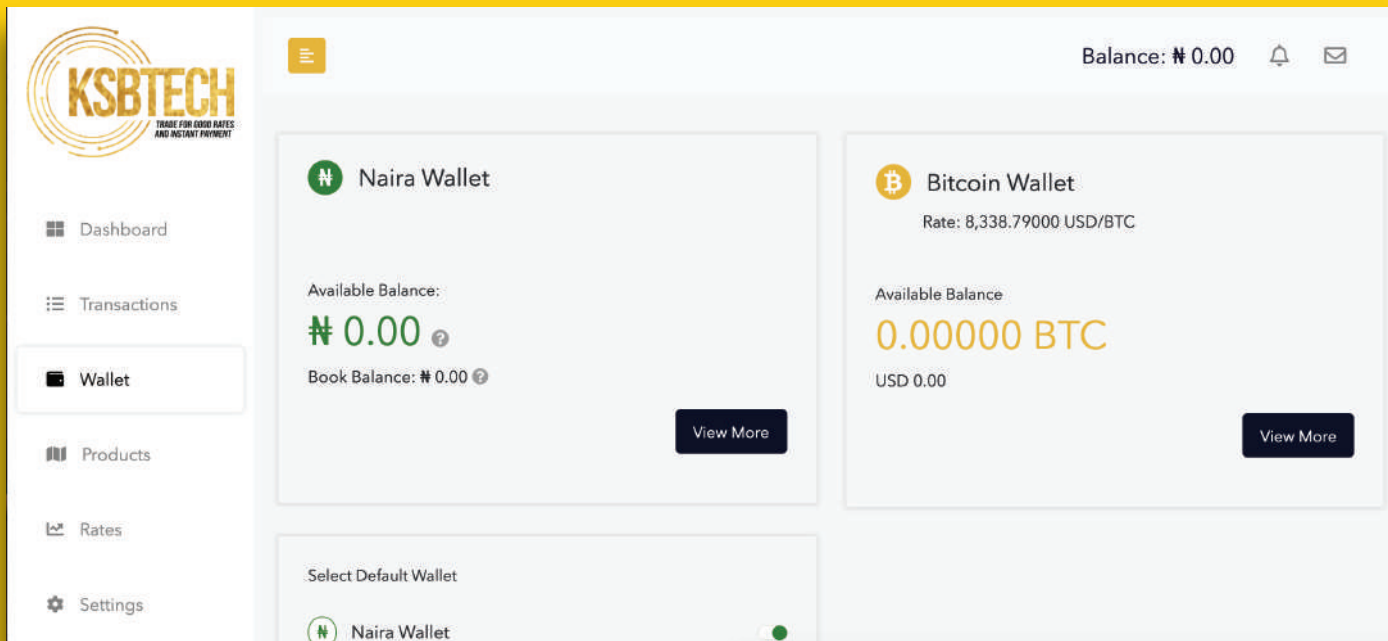 KSBTECH
TRADE FOR GOOD RATES
AND INSTANT PAYMENT
Balance: ₦ 0.00
Dashboard
Transactions
Wallet
Products
Rates
Settings
₦ Naira Wallet
Available Balance:
₦ 0.00 ?
Book Balance: ₦ 0.00 ?
View More
₿ Bitcoin Wallet
Rate: 8,338.79000 USD/BTC
Available Balance
0.00000 BTC
USD 0.00
View More
Select Default Wallet
₦ Naira Wallet